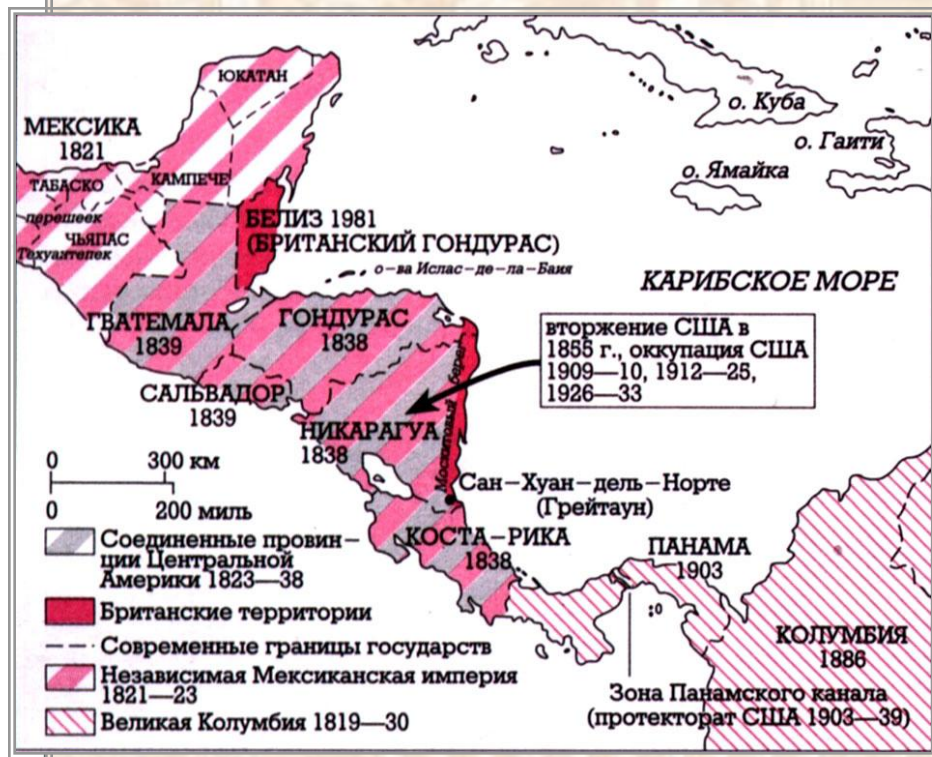 ЮКАТАН
МЕКСИКА
1821
о. Куба
о. Гаити
о. Ямайка
ТАБАСКО
КАМПЕЧЕ
перешеек
ЧЬЯПАС
Техуантепек
БЕЛИЗ 1981
(БРИТАНСКИЙ ГОНДУРАС)
о–ва Ислас–де–ла–Баия
КАРИБСКОЕ МОРЕ
ГВАТЕМАЛА
1839
ГОНДУРАС
1838
вторжение США в
1855 г., оккупация США
1909—10, 1912—25,
1926—33
САЛЬВАДОР
1839
НИКАРАГУА
1838
Москитовый берег
0 300 км
0 200 миль
Сан–Хуан–дель–Норте
(Грейтаун)
КОСТА–РИКА
1838
ПАНАМА
1903
КОЛУМБИЯ
1886
Зона Панамского канала
(протекторат США 1903—39)
Соединенные провин–
ции Центральной
Америки 1823—38
Британские территории
Современные границы государств
Независимая Мексиканская империя
1821—23
Великая Колумбия 1819—30